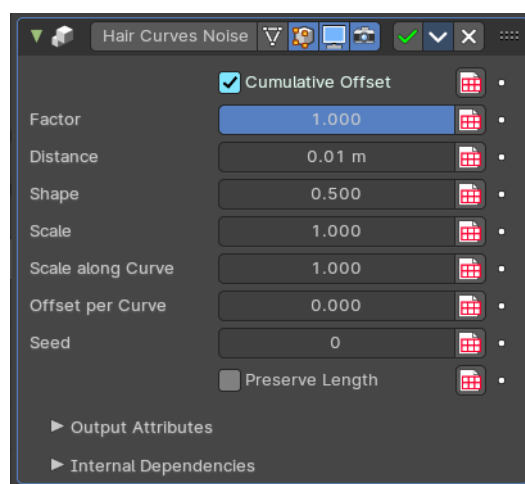 Hair Curves Noise
Cumulative Offset
Factor 1.000
Distance 0.01 m
Shape 0.500
Scale 1.000
Scale along Curve 1.000
Offset per Curve 0.000
Seed 0
Preserve Length
Output Attributes
Internal Dependencies